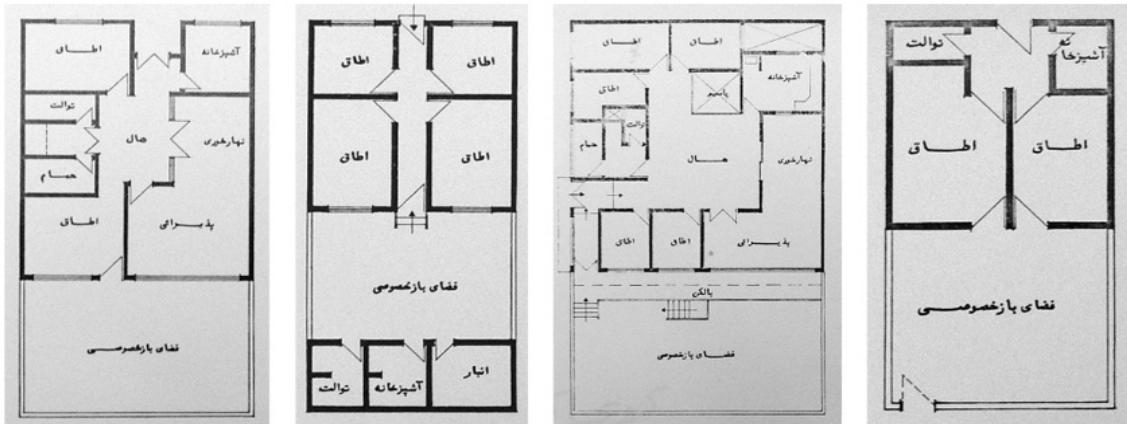 اطاق
آشپزخانه
توالت
هال
نهارخوری
حمام
اطاق
پذیرائی
فضای بازخصوصی
اطاق
اطاق
اطاق
اطاق
فضای بازخصوصی
توالت
آشپزخانه
انبار
اطاق
اطاق
آشپزخانه
اطاق
پاسیو
توالت
حمام
هال
نهارخوری
اطاق
اطاق
پذیرائی
بالکن
فضای بازخصوصی
توالت
آشپزخا
نه
اطاق
اطاق
فضای بازخصوصی